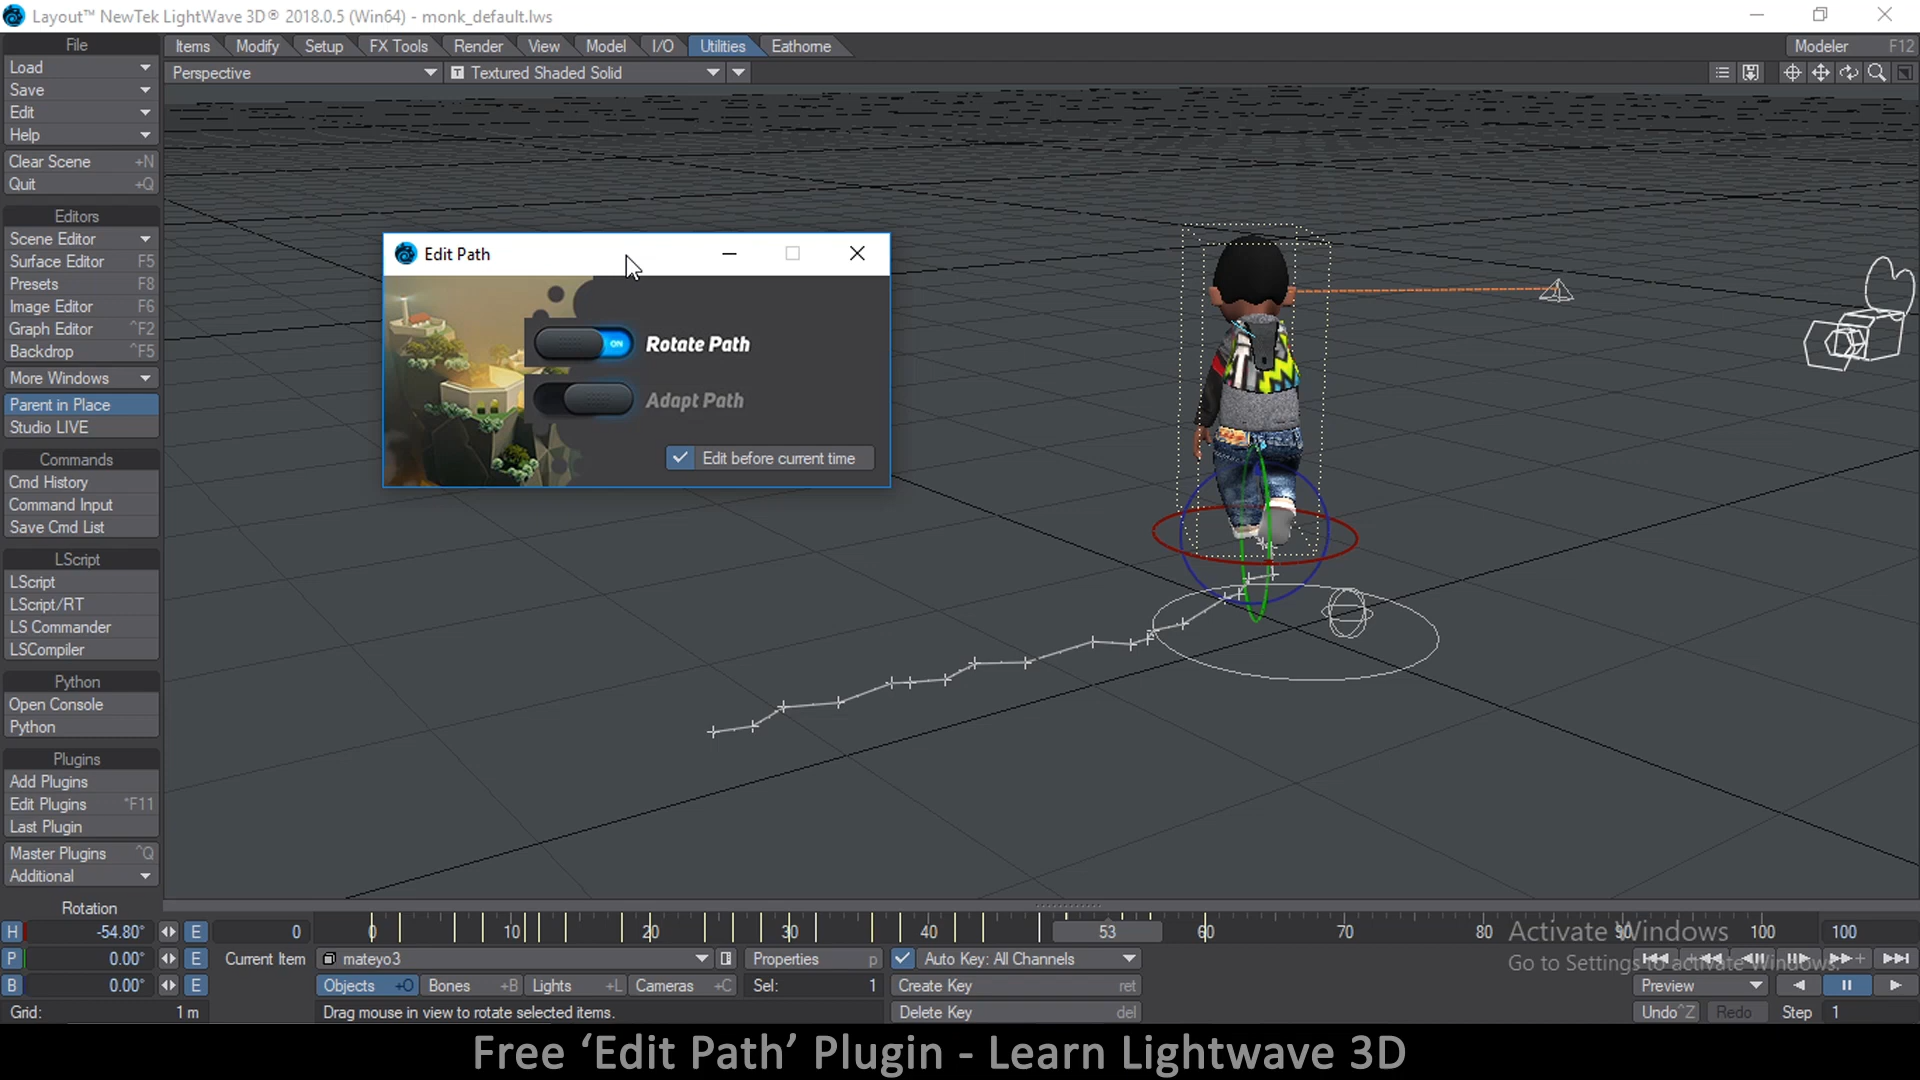 Layout™ NewTek LightWave 3D® 2018.0.5 (Win64) - monk_default.lws
File
Items
Modify
Setup
FX Tools
Render
View
Model
I/O
Utilities
Eathorne
Modeler F12
Load
Perspective
T Textured Shaded Solid
Save
Edit
Help
Clear Scene +N
Quit +Q
Editors
Scene Editor
Surface Editor F5
Presets F8
Image Editor F6
Graph Editor ^F2
Backdrop ^F5
More Windows
Parent in Place
Studio LIVE
Commands
Cmd History
Command Input
Save Cmd List
LScript
LScript
LScript/RT
LS Commander
LSCompiler
Python
Open Console
Python
Plugins
Add Plugins
Edit Plugins ^F11
Last Plugin
Master Plugins ^Q
Additional
Edit Path
ON Rotate Path
Adapt Path
Edit before current time
Rotation
H -54.80° E
P 0.00° E
B 0.00° E
Grid: 1 m
0 0 10 20 30 40 53 60 70 80 90 100 100
Current Item mateyo3 Properties p Auto Key: All Channels
Objects +O Bones +B Lights +L Cameras +C Sel: 1 Create Key ret
Drag mouse in view to rotate selected items. Delete Key del
Activate Windows
Go to Settings to activate Windows.
Preview
Undo ^Z Redo Step 1
Free ‘Edit Path’ Plugin - Learn Lightwave 3D